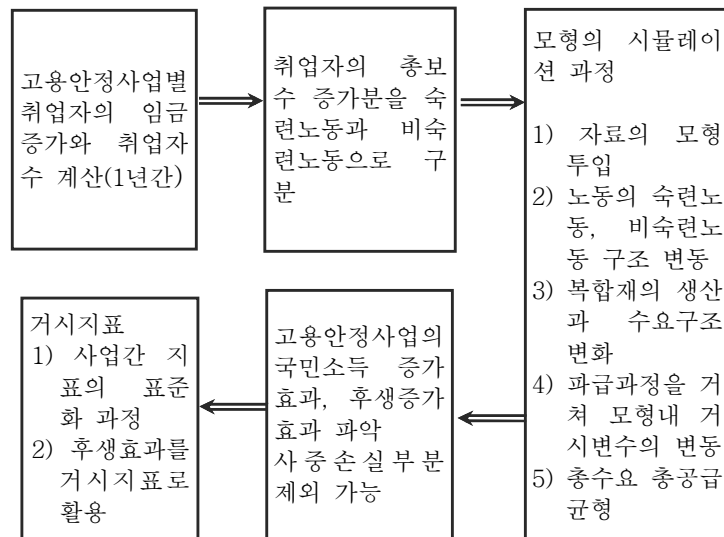 고용안정사업별
취업자의 임금
증가와 취업자
수 계산(1년간)
취업자의 총보
수 증가분을 숙
련노동과 비숙
련노동으로 구
분
모형의 시뮬레이
션 과정
1) 자료의 모형
투입
2) 노동의 숙련노
동, 비숙련노
동 구조 변동
3) 복합재의 생산
과 수요구조
변화
4) 파급과정을 거
쳐 모형내 거
시변수의 변동
5) 총수요 총공급
균형
고용안정사업의
국민소득 증가
효과, 후생증가
효과 파악
사중손실부분
제외 가능
거시지표
1) 사업간 지
표의 표준
화 과정
2) 후생효과를
거시지표로
활용